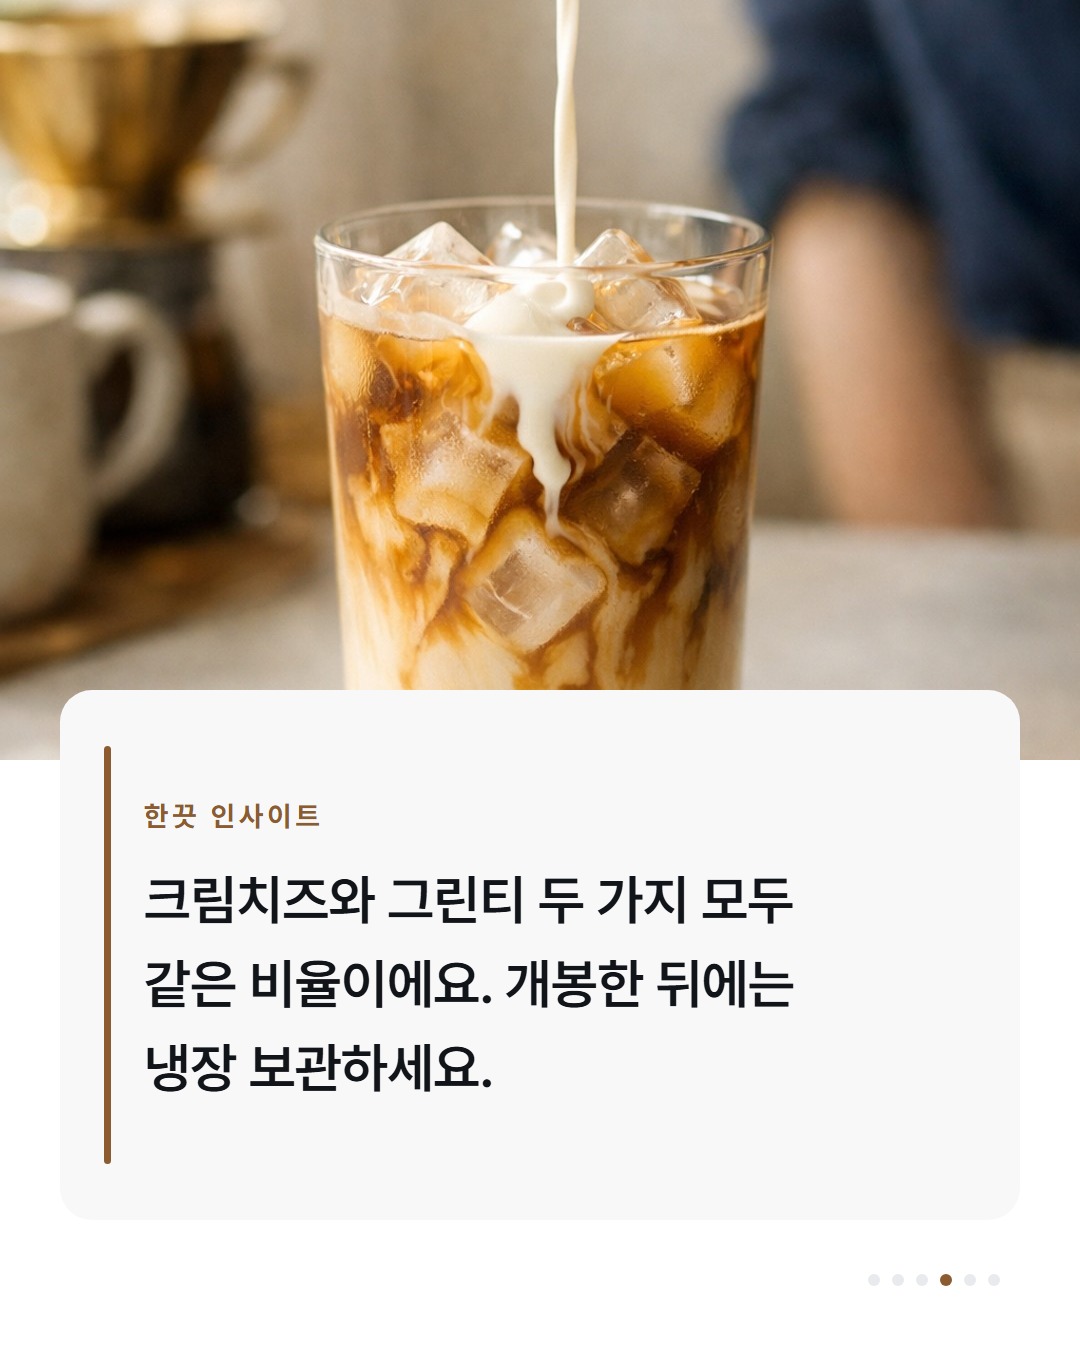 한끗 인사이트
크림치즈와 그린티 두 가지 모두
같은 비율이에요. 개봉한 뒤에는
냉장 보관하세요.